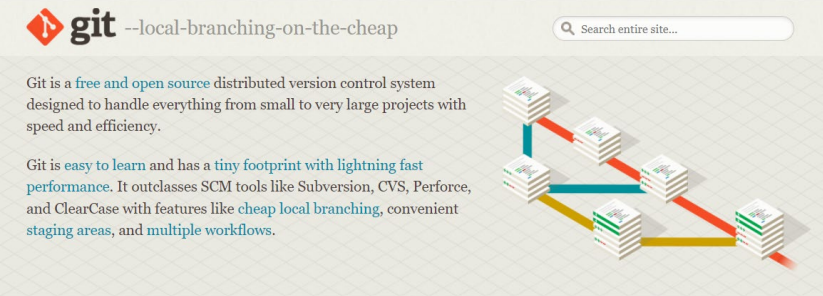 git --local-branching-on-the-cheap
Search entire site...
Git is a free and open source distributed version control system
designed to handle everything from small to very large projects with
speed and efficiency.
Git is easy to learn and has a tiny footprint with lightning fast
performance. It outclasses SCM tools like Subversion, CVS, Perforce,
and ClearCase with features like cheap local branching, convenient
staging areas, and multiple workflows.